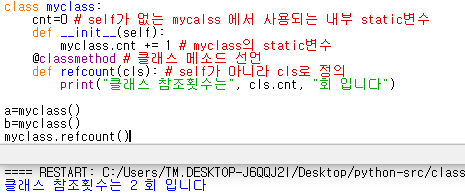 class myclass:
    cnt=0 # self가 없는 mycalss 에서 사용되는 내부 static변수
    def __init__(self):
        myclass.cnt += 1 # myclass의 static변수
    @classmethod # 클래스 메소드 선언
    def refcount(cls): # self가 아니라 cls로 정의
        print("클래스 참조횟수는", cls.cnt, "회 입니다")

a=myclass()
b=myclass()
myclass.refcount()
==== RESTART: C:/Users/TM.DESKTOP-J6QQJ2I/Desktop/python-src/class
클래스 참조횟수는 2 회 입니다